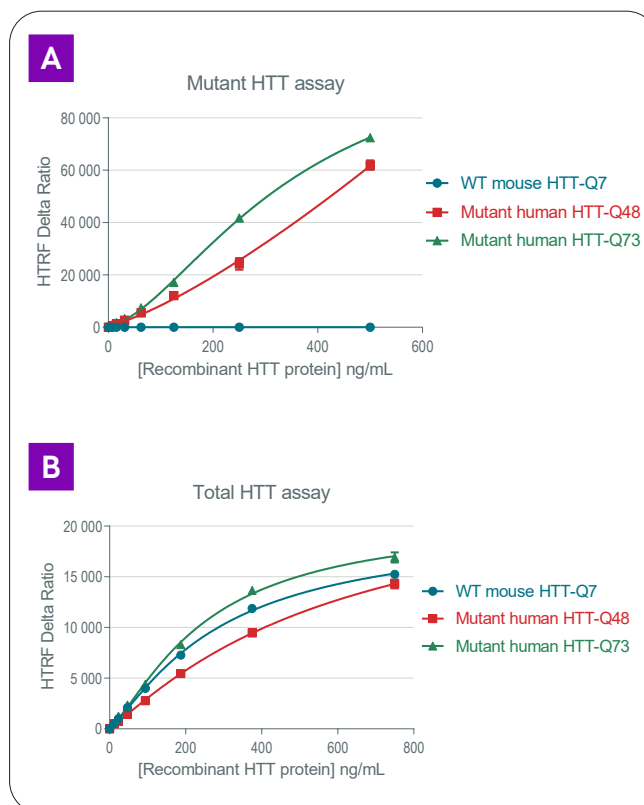 A
Mutant HTT assay
HTRF Delta Ratio
80 000
60 000
40 000
20 000
0
0 200 400 600
[Recombinant HTT protein] ng/mL
WT mouse HTT-Q7
Mutant human HTT-Q48
Mutant human HTT-Q73
B
Total HTT assay
HTRF Delta Ratio
20 000
15 000
10 000
5 000
0
0 200 400 600 800
[Recombinant HTT protein] ng/mL
WT mouse HTT-Q7
Mutant human HTT-Q48
Mutant human HTT-Q73